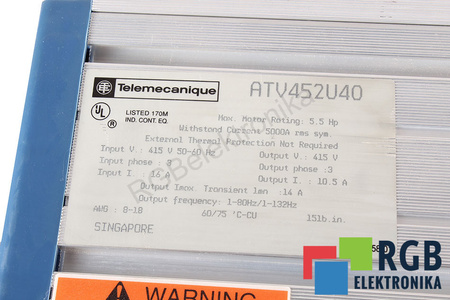 Telemecanique
ATV452U40
UL
LISTED 170M
IND. CONT. EQ.
Max. Motor Rating: 5.5 Hp
Withstand Current 5000A rms sym.
External Thermal Protection Not Required
Input V.: 415 V 50-60 Hz Output V.: 415 V
Input phase : 3 Output phase :3
Input I. : 16 A Output I. : 10.5 A
Output Imax. Transient 1mn :14 A
Output frequency: 1-80Hz/1-132Hz
AWG : 8-18 60/75 °C-CU 15lb.in.
SINGAPORE
WARNING
RGBelektronika
RGB
ELEKTRONIKA